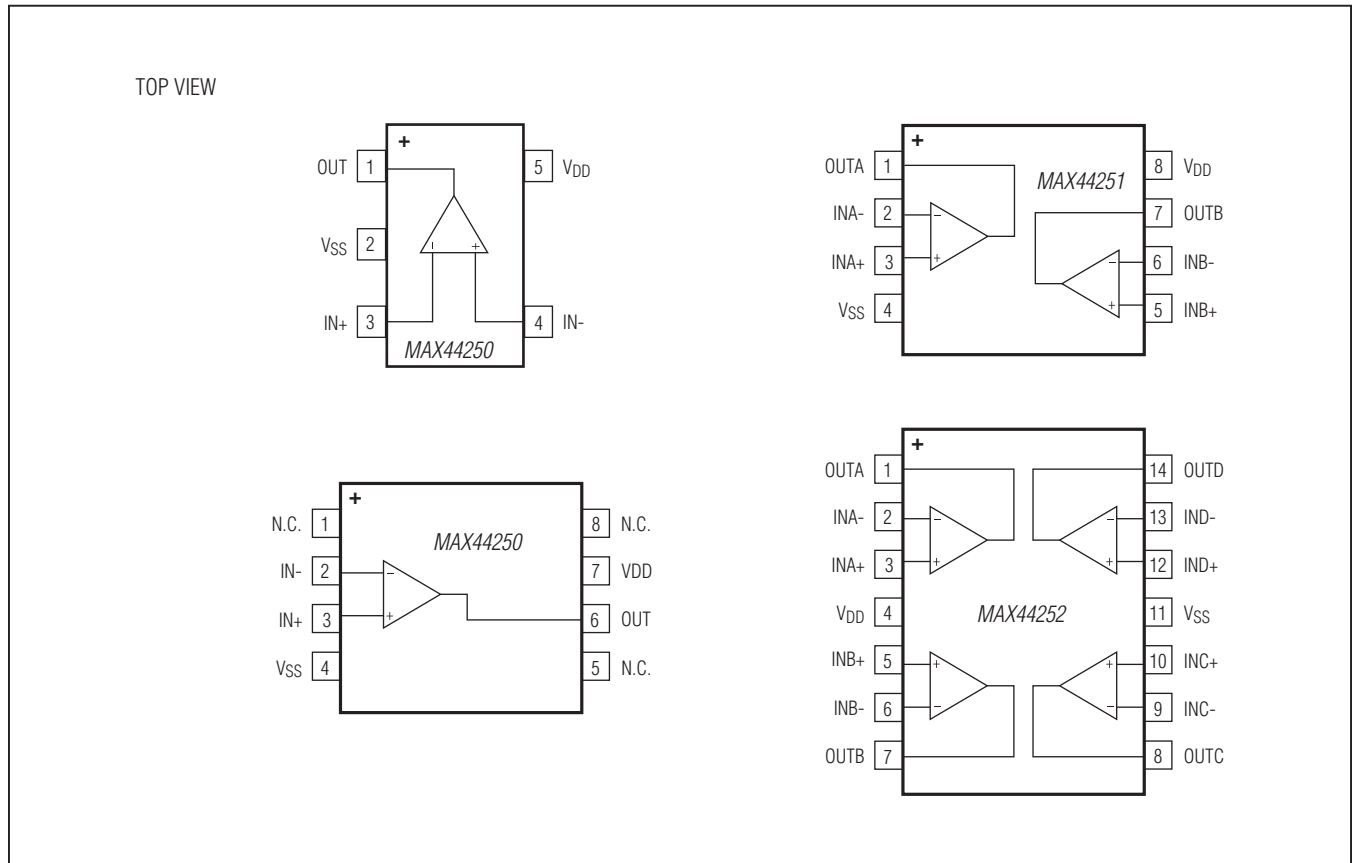 TOP VIEW
+
OUT 1
5 VDD
VSS 2
IN+ 3
4 IN-
MAX44250
+
OUTA 1
8 VDD
MAX44251
INA- 2
7 OUTB
INA+ 3
6 INB-
VSS 4
5 INB+
+
N.C. 1
8 N.C.
MAX44250
IN- 2
7 VDD
IN+ 3
6 OUT
VSS 4
5 N.C.
+
OUTA 1
14 OUTD
INA- 2
13 IND-
INA+ 3
12 IND+
VDD 4
MAX44252
11 VSS
INB+ 5
10 INC+
INB- 6
9 INC-
OUTB 7
8 OUTC